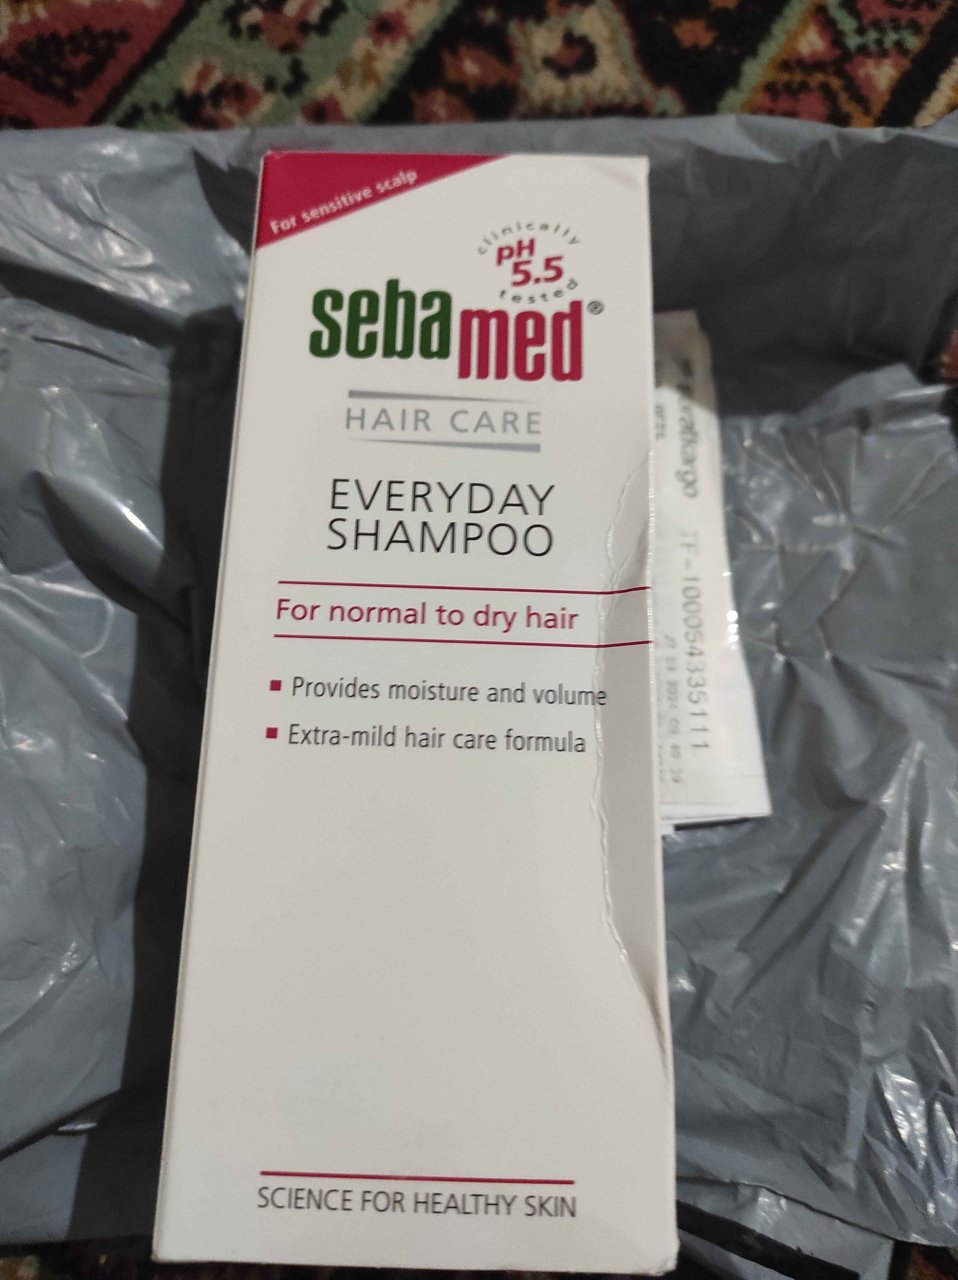 For sensitive scalp
clinically
pH
5.5
tested
sebamed®
HAIR CARE
EVERYDAY
SHAMPOO
For normal to dry hair
■ Provides moisture and volume
■ Extra-mild hair care formula
SCIENCE FOR HEALTHY SKIN
TF-1000544335111